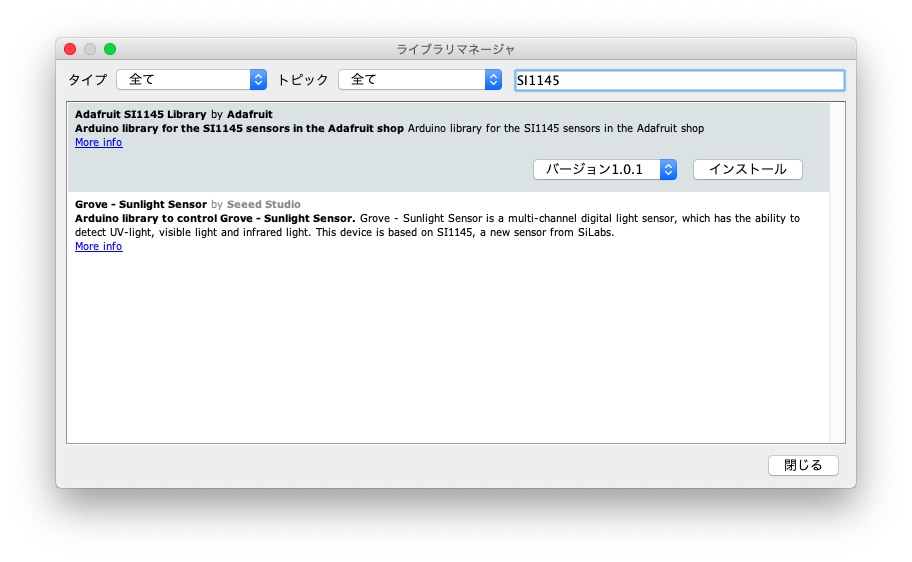 ライブラリマネージャ
タイプ 全て トピック 全て SI1145
Adafruit SI1145 Library by Adafruit
Arduino library for the SI1145 sensors in the Adafruit shop Arduino library for the SI1145 sensors in the Adafruit shop
More info
バージョン1.0.1 インストール
Grove - Sunlight Sensor by Seeed Studio
Arduino library to control Grove - Sunlight Sensor. Grove - Sunlight Sensor is a multi-channel digital light sensor, which has the ability to
detect UV-light, visible light and infrared light. This device is based on SI1145, a new sensor from SiLabs.
More info
閉じる